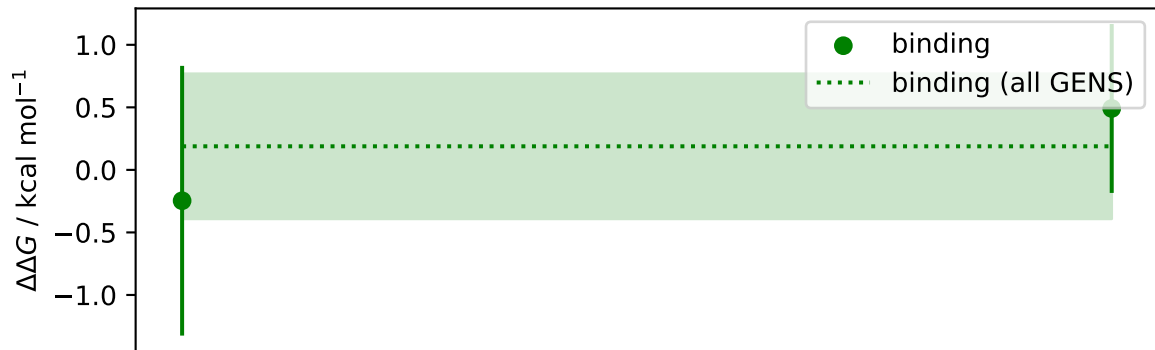 ΔΔG / kcal mol⁻¹
1.0
0.5
0.0
−0.5
−1.0
binding
binding (all GENS)